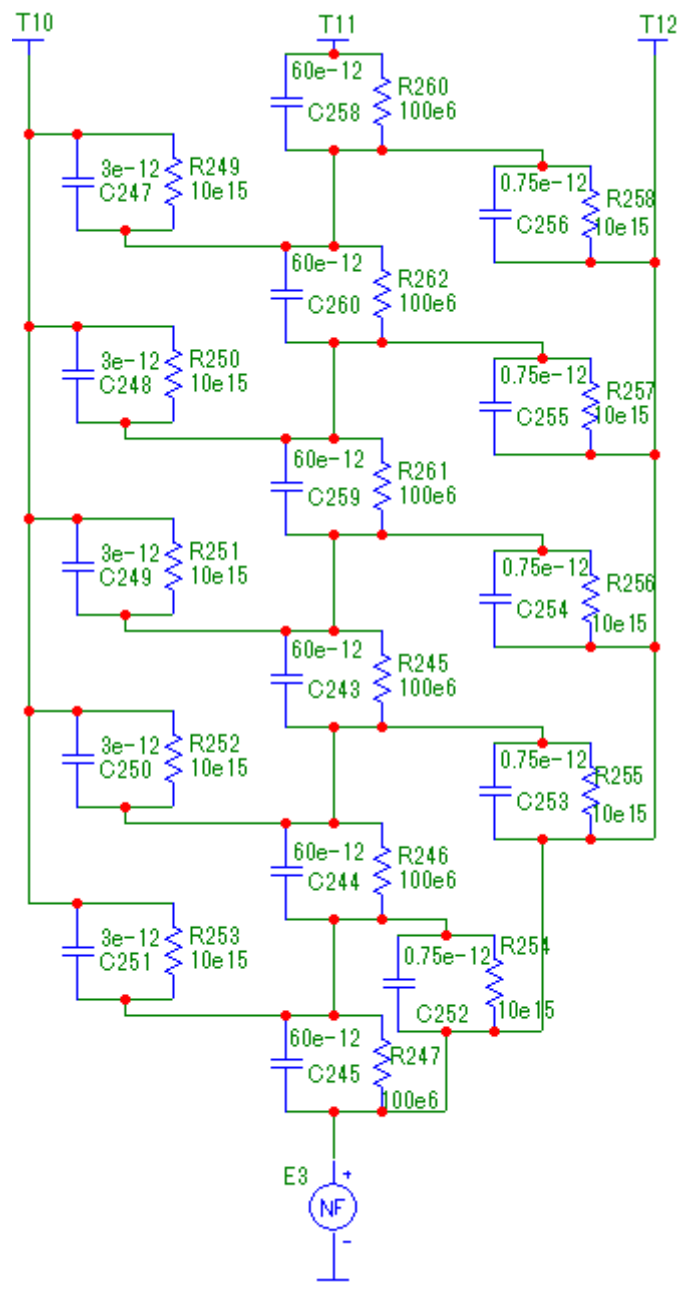 T10
T11
T12
60e-12
R260
100e6
C258
3e-12
R249
10e15
C247
0.75e-12
R258
10e15
C256
60e-12
R262
100e6
C260
3e-12
R250
10e15
C248
0.75e-12
R257
10e15
C255
60e-12
R261
100e6
C259
3e-12
R251
10e15
C249
0.75e-12
R256
10e15
C254
60e-12
R245
100e6
C243
3e-12
R252
10e15
C250
0.75e-12
R255
10e15
C253
60e-12
R246
100e6
C244
3e-12
R253
10e15
C251
0.75e-12
R254
10e15
C252
60e-12
R247
100e6
C245
E3
+
NF
-